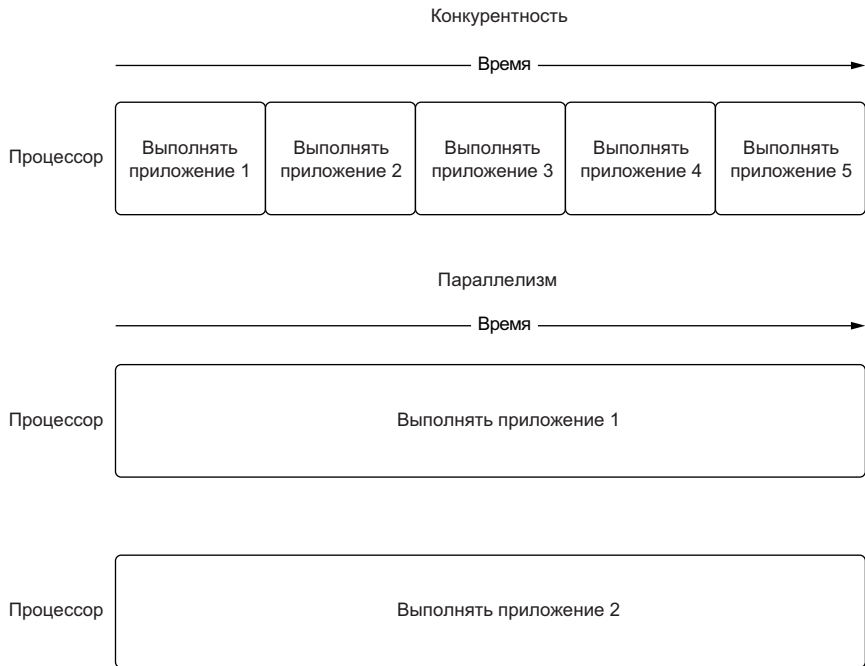 Конкурентность
Время
Процессор
Выполнять
приложение 1
Выполнять
приложение 2
Выполнять
приложение 3
Выполнять
приложение 4
Выполнять
приложение 5
Параллелизм
Время
Процессор
Выполнять приложение 1
Процессор
Выполнять приложение 2